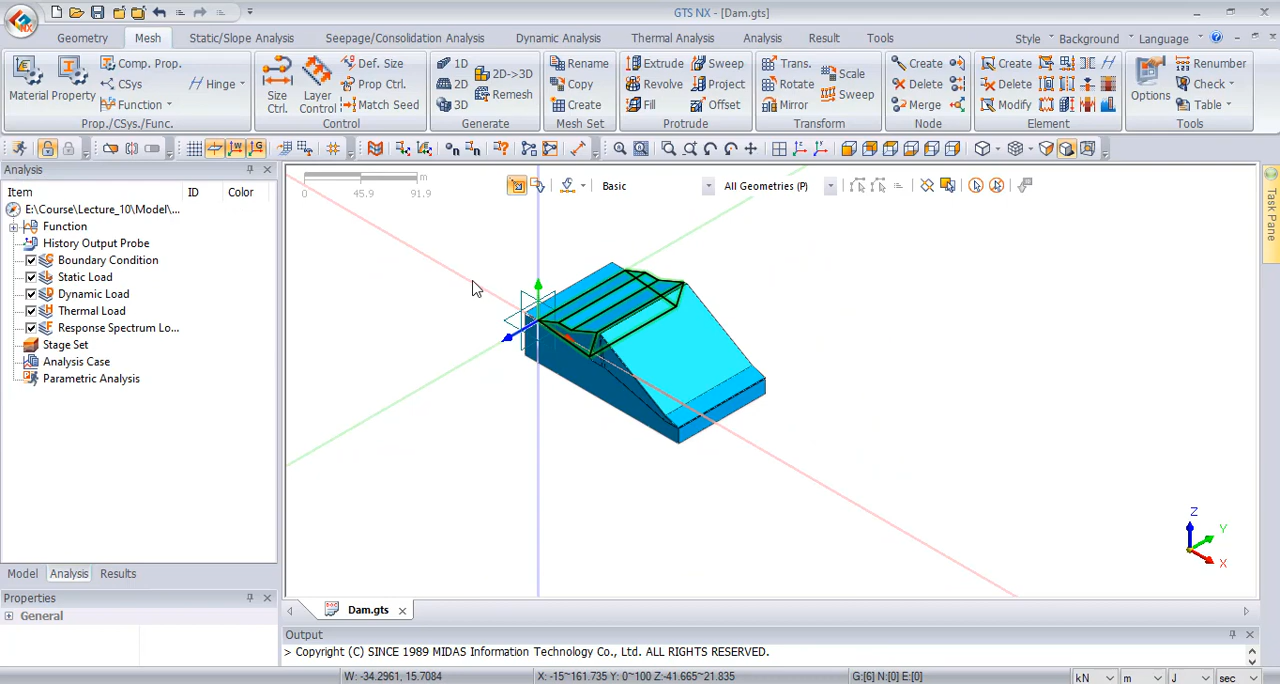 GTS NX - [Dam.gts]
Geometry Mesh Static/Slope Analysis Seepage/Consolidation Analysis Dynamic Analysis Thermal Analysis Analysis Result Tools Style Background Language
Comp. Prop. Def. Size 1D 2D->3D Rename Extrude Sweep Trans. Scale Create Create Renumber
Material Property CSys Hinge Size Ctrl. Layer Control Prop Ctrl. 2D Remesh Copy Revolve Project Rotate Sweep Delete Delete Options Check
Function Match Seed 3D Create Fill Offset Mirror Merge Modify Table
Prop./CSys./Func. Control Generate Mesh Set Protrude Transform Node Element Tools
Analysis
Item ID Color
E:\Course\Lecture_10\Model/...
Function
History Output Probe
Boundary Condition
Static Load
Dynamic Load
Thermal Load
Response Spectrum Lo...
Stage Set
Analysis Case
Parametric Analysis
Model Analysis Results
Properties
General
m
0 45.9 91.9
Basic All Geometries (P)
Z
Y
X
Task Pane
Dam.gts
Output
> Copyright (C) SINCE 1989 MIDAS Information Technology Co., Ltd. ALL RIGHTS RESERVED.
W: -34.2961, 15.7084 X: -15~161.735 Y: 0~100 Z:-41.665~21.835 G:[6] N:[0] E:[0] kN m J sec